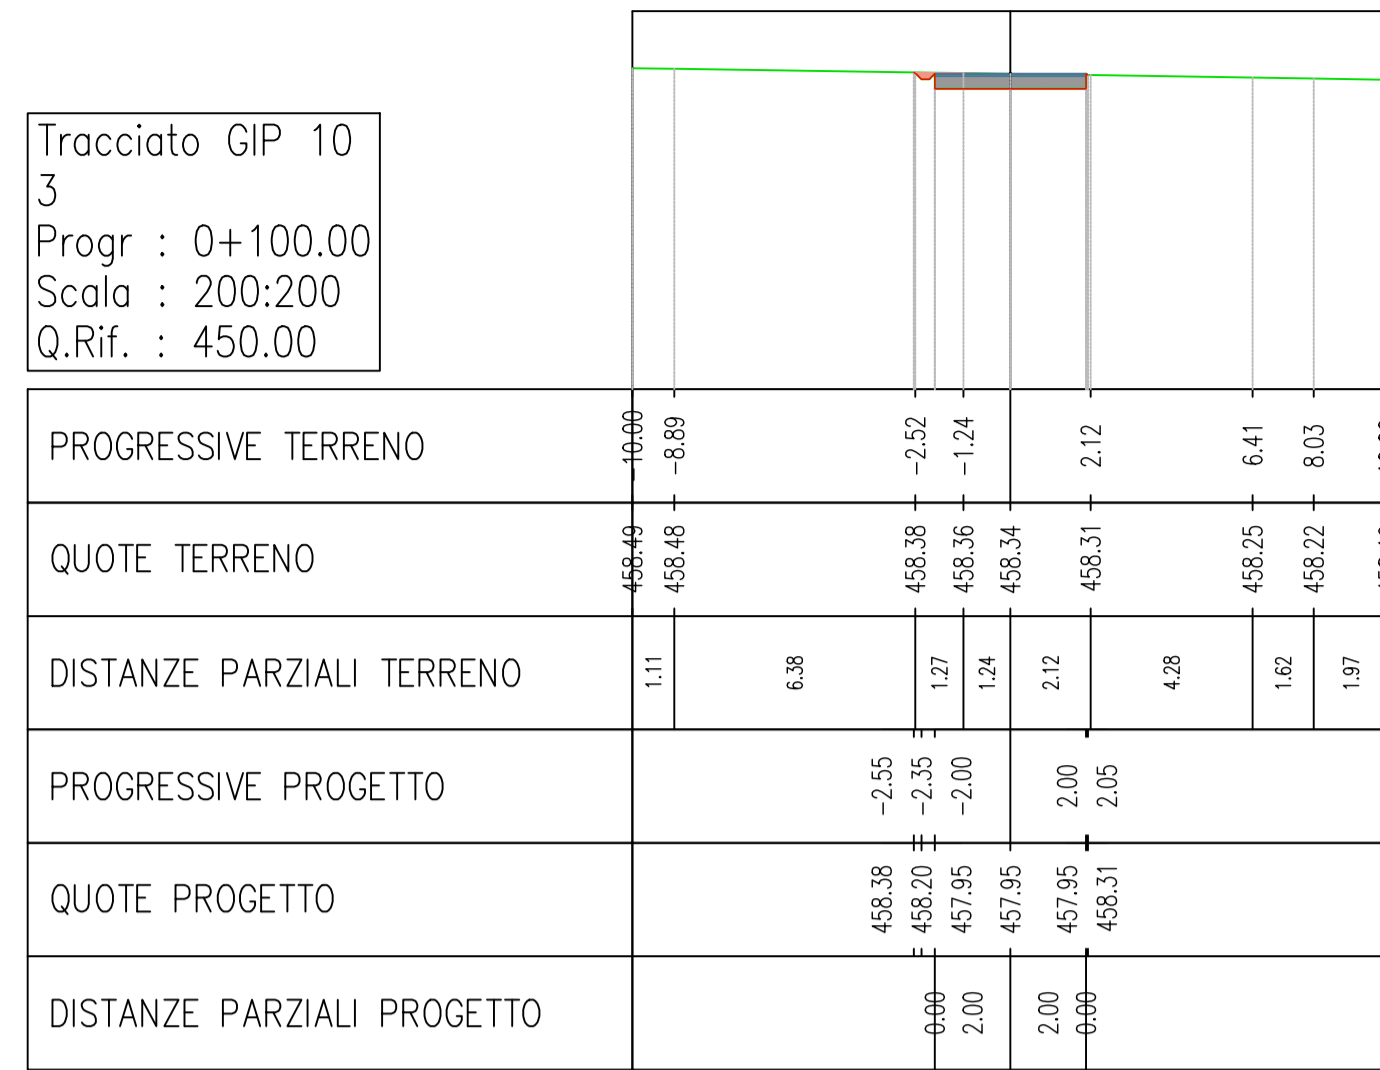 Tracciato GIP 10
3
Progr : 0+100.00
Scala : 200:200
Q.Rif. : 450.00
PROGRESSIVE TERRENO
-10.00 -8.89 -2.52 -1.24 2.12 6.41 8.03
QUOTE TERRENO
458.49 458.48 458.38 458.36 458.34 458.31 458.25 458.22
DISTANZE PARZIALI TERRENO
1.11 6.38 1.27 1.24 2.12 4.28 1.62 1.97
PROGRESSIVE PROGETTO
-2.55 -2.35 -2.00 2.00 2.05
QUOTE PROGETTO
458.38 458.20 457.95 457.95 457.95 458.31
DISTANZE PARZIALI PROGETTO
0.00 2.00 2.00 0.00